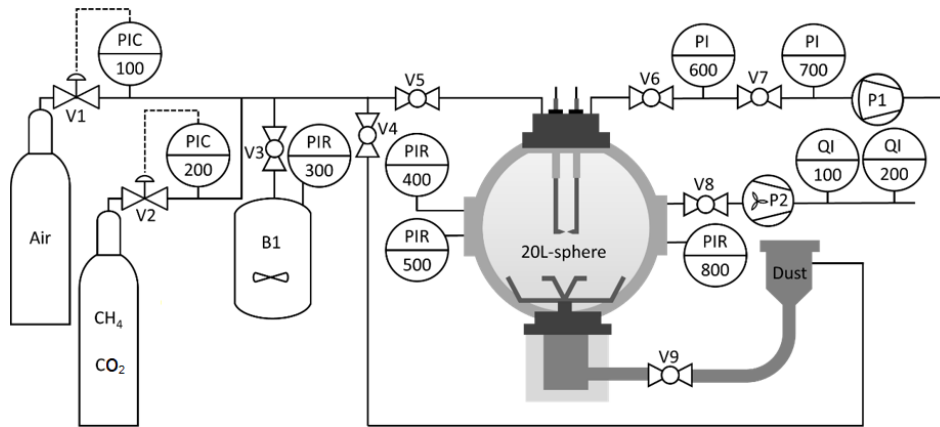 PIC
100
V1
PIC
200
V2
Air
CH4
CO2
V3
PIR
300
B1
V4
V5
PIR
400
PIR
500
20L-sphere
V6
PI
600
V7
PI
700
P1
V8
P2
QI
100
QI
200
PIR
800
Dust
V9